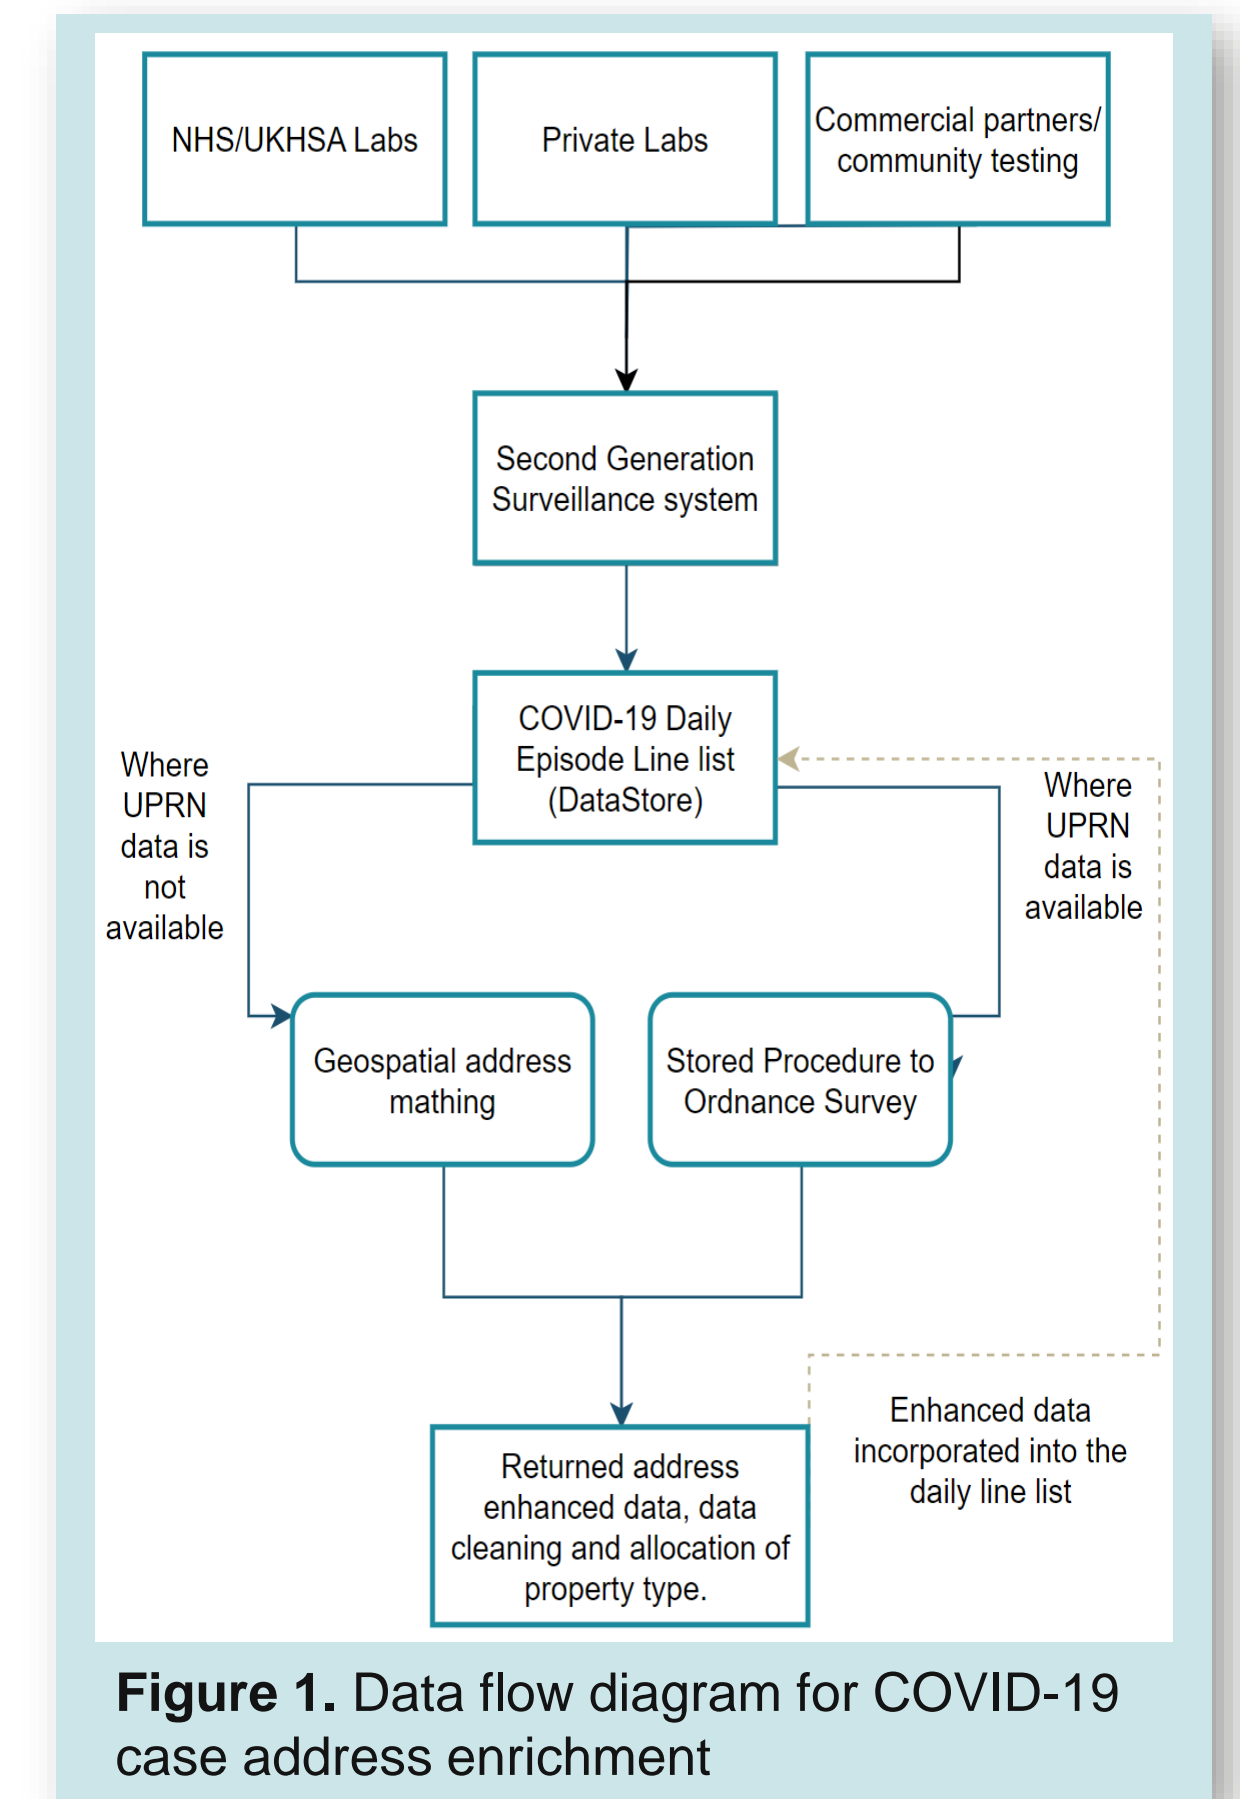 NHS/UKHSA Labs
Private Labs
Commercial partners/
community testing
Second Generation
Surveillance system
COVID-19 Daily
Episode Line list
(DataStore)
Where
UPRN
data is
not
available
Where
UPRN
data is
available
Geospatial address
mathing
Stored Procedure to
Ordnance Survey
Returned address
enhanced data, data
cleaning and allocation of
property type.
Enhanced data
incorporated into the
daily line list
Figure 1. Data flow diagram for COVID-19
case address enrichment